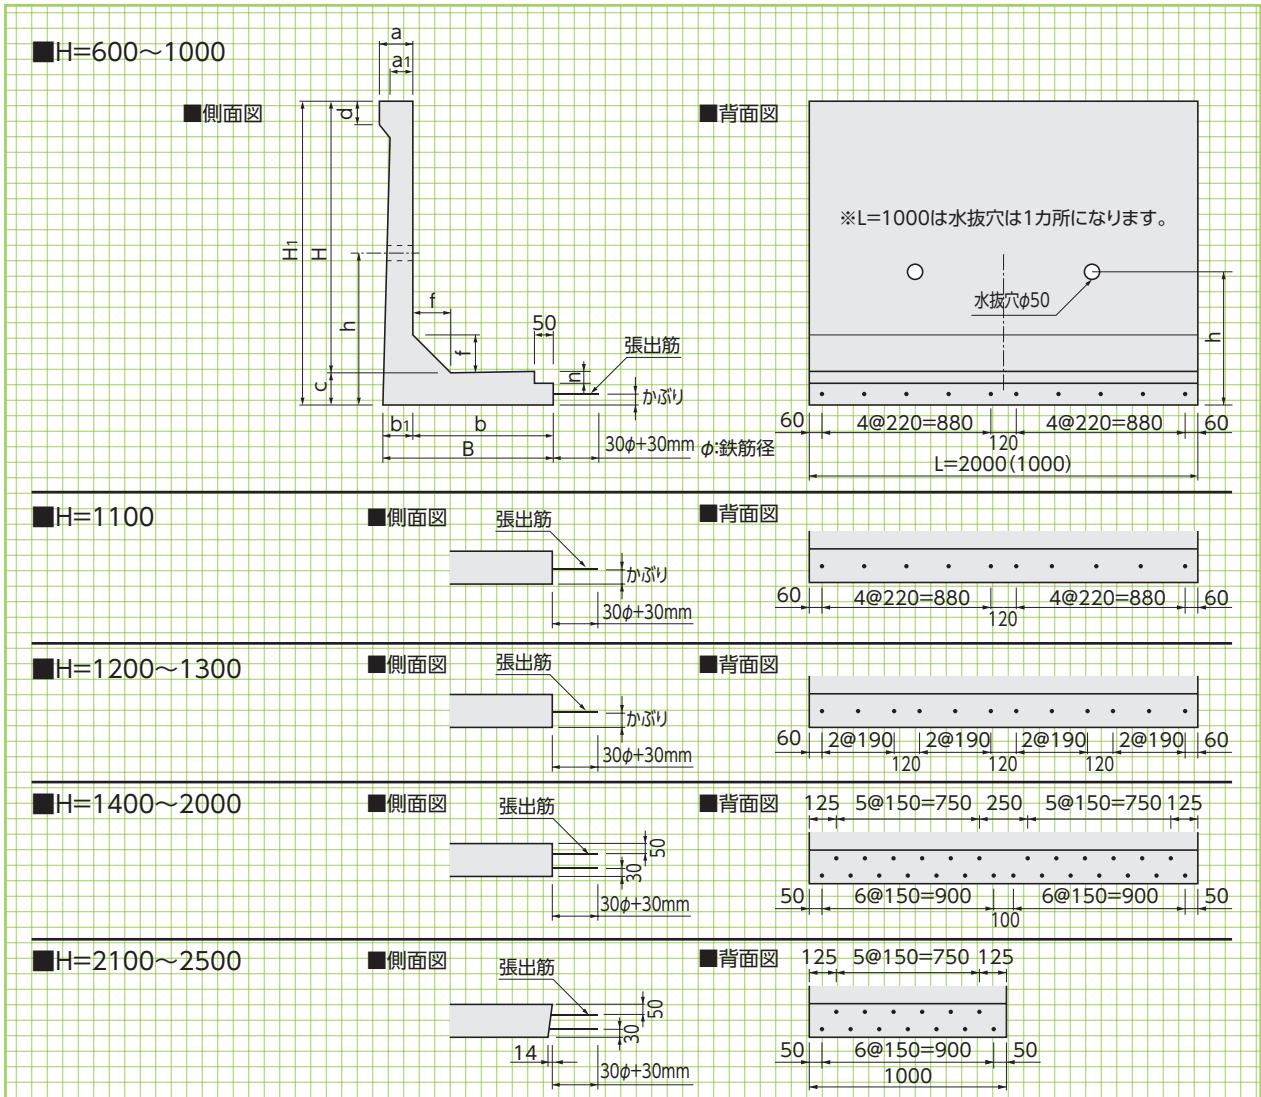 ■H=600～1000
■側面図
a
a1
d
H1
H
h
c
f
f
50
n
張出筋
かぶり
b1
b
B
30φ+30mm
φ:鉄筋径
■背面図
※L=1000は水抜穴は1カ所になります。
水抜穴φ50
h
60
4@220=880
120
4@220=880
60
L=2000(1000)
■H=1100
■側面図
張出筋
かぶり
30φ+30mm
■背面図
60
4@220=880
120
4@220=880
60
■H=1200～1300
■側面図
張出筋
かぶり
30φ+30mm
■背面図
60
2@190
120
2@190
120
2@190
120
2@190
60
■H=1400～2000
■側面図
張出筋
50
30
30φ+30mm
■背面図
125
5@150=750
250
5@150=750
125
50
6@150=900
100
6@150=900
50
■H=2100～2500
■側面図
張出筋
50
30
14
30φ+30mm
■背面図
125
5@150=750
125
50
6@150=900
50
1000